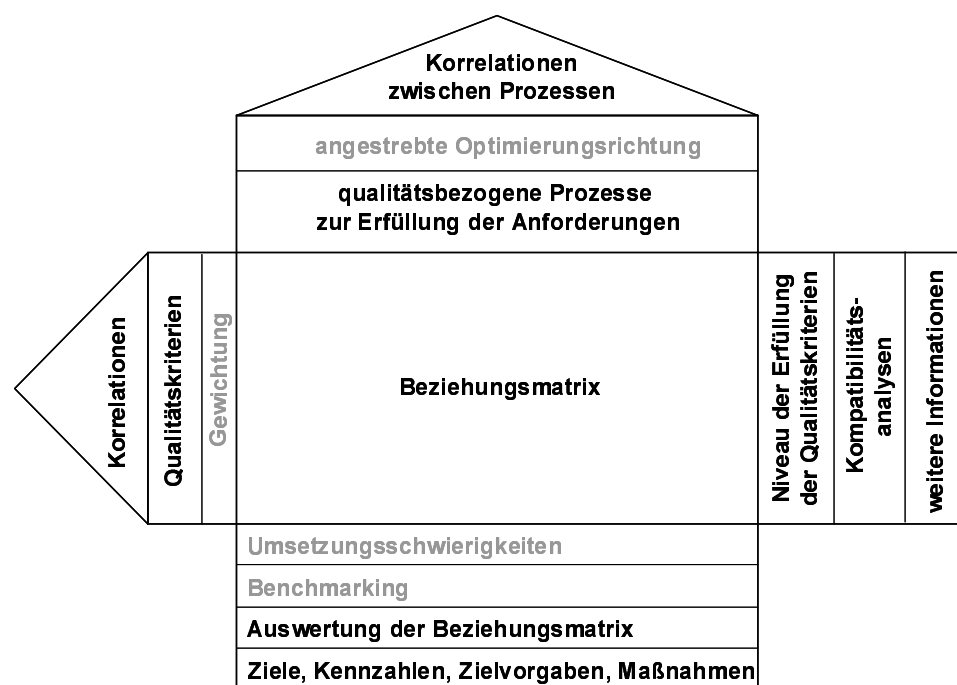 Korrelationen
zwischen Prozessen
angestrebte Optimierungsrichtung
qualitätsbezogene Prozesse
zur Erfüllung der Anforderungen
Korrelationen
Qualitätskriterien
Gewichtung
Beziehungsmatrix
Niveau der Erfüllung
der Qualitätskriterien
Kompatibilitäts-
analysen
weitere Informationen
Umsetzungsschwierigkeiten
Benchmarking
Auswertung der Beziehungsmatrix
Ziele, Kennzahlen, Zielvorgaben, Maßnahmen